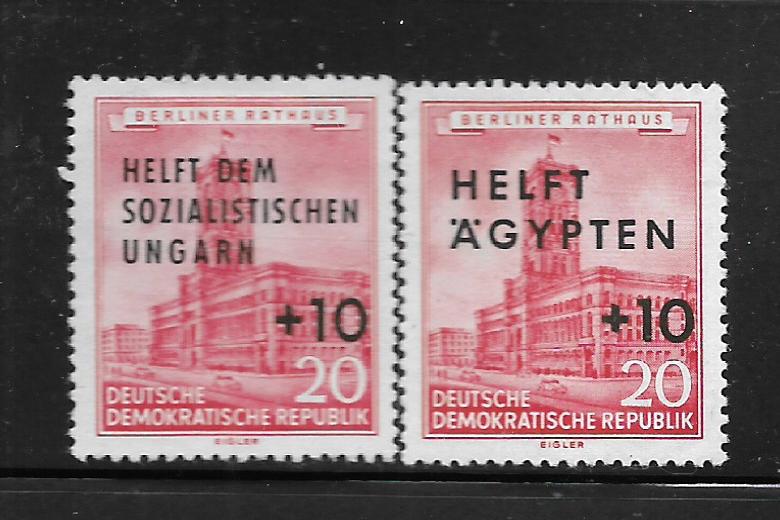 BERLINER RATHAUS
HELFT DEM
SOZIALISTISCHEN
UNGARN
+10
20
DEUTSCHE
DEMOKRATISCHE REPUBLIK
EIGLER
BERLINER RATHAUS
HELFT
ÄGYPTEN
+10
20
DEUTSCHE
DEMOKRATISCHE REPUBLIK
EIGLER